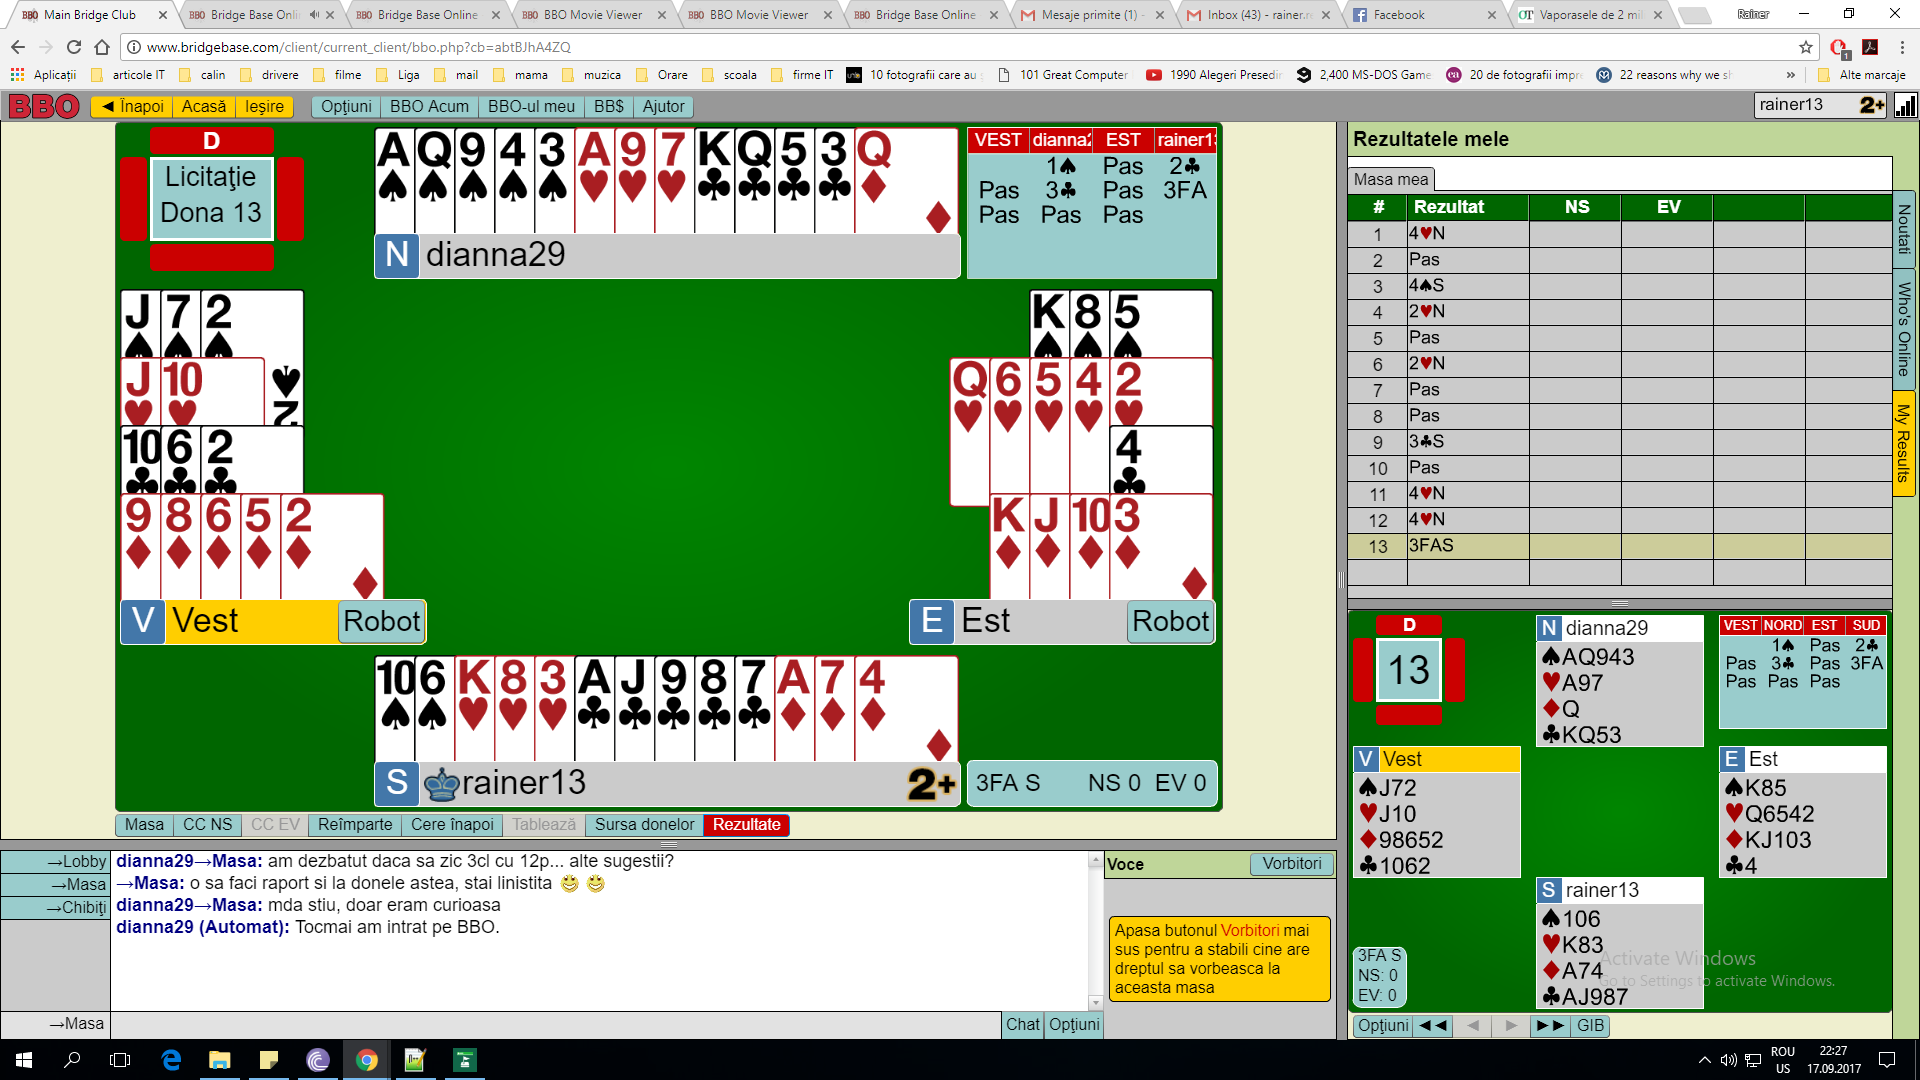 Main Bridge Club
Bridge Base Onli
Bridge Base Online
BBO Movie Viewer
BBO Movie Viewer
Bridge Base Online
Mesaje primite (1) -
Inbox (43) - rainer.r
Facebook
Vaporasele de 2 mi
Rainer
www.bridgebase.com/client/current_client/bbo.php?cb=abtBJhA4ZQ
Aplicații articole IT calin drivere filme Liga mail mama muzica Orare scoala firme IT 10 fotografii care au 101 Great Computer 1990 Alegeri Presedin 2,400 MS-DOS Game 20 de fotografii impre 22 reasons why we sh » Alte marcaje
BBO ◄ Înapoi Acasă Ieşire Opţiuni BBO Acum BBO-ul meu BB$ Ajutor rainer13 2+
D
Licitaţie
Dona 13
A Q 9 4 3 A 9 7 K Q 5 3 Q
N dianna29
VEST dianna2 EST rainer1
1♠ Pas 2♣
Pas 3♣ Pas 3FA
Pas Pas Pas
J 7 2
J 10
2
10 6 2
9 8 6 5 2
V Vest Robot
K 8 5
Q 6 5 4 2
4
K J 10 3
E Est Robot
10 6 K 8 3 A J 9 8 7 A 7 4
S rainer13 2+
3FA S NS 0 EV 0
Masa CC NS CC EV Reîmparte Cere înapoi Tablează Sursa donelor Rezultate
→Lobby
→Masa
→Chibiţi
dianna29→Masa: am dezbatut daca sa zic 3cl cu 12p... alte sugestii?
→Masa: o sa faci raport si la donele astea, stai linistita
dianna29→Masa: mda stiu, doar eram curioasa
dianna29 (Automat): Tocmai am intrat pe BBO.
→Masa
Chat Opţiuni
Voce Vorbitori
Apasa butonul Vorbitori mai
sus pentru a stabili cine are
dreptul sa vorbeasca la
aceasta masa
Rezultatele mele
Masa mea
# Rezultat NS EV
1 4♥N
2 Pas
3 4♠S
4 2♥N
5 Pas
6 2♥N
7 Pas
8 Pas
9 3♣S
10 Pas
11 4♥N
12 4♥N
13 3FAS
Noutati
Who's Online
My Results
D
13
N dianna29
♠AQ943
♥A97
♦Q
♣KQ53
VEST NORD EST SUD
1♠ Pas 2♣
Pas 3♣ Pas 3FA
Pas Pas Pas
V Vest
♠J72
♥J10
♦98652
♣1062
E Est
♠K85
♥Q6542
♦KJ103
♣4
S rainer13
♠106
♥K83
♦A74
♣AJ987
3FA S
NS: 0
EV: 0
Activate Windows
Go to Settings to activate Windows.
Opţiuni ◄◄ ◄ ► ►► GIB
ROU
US
22:27
17.09.2017